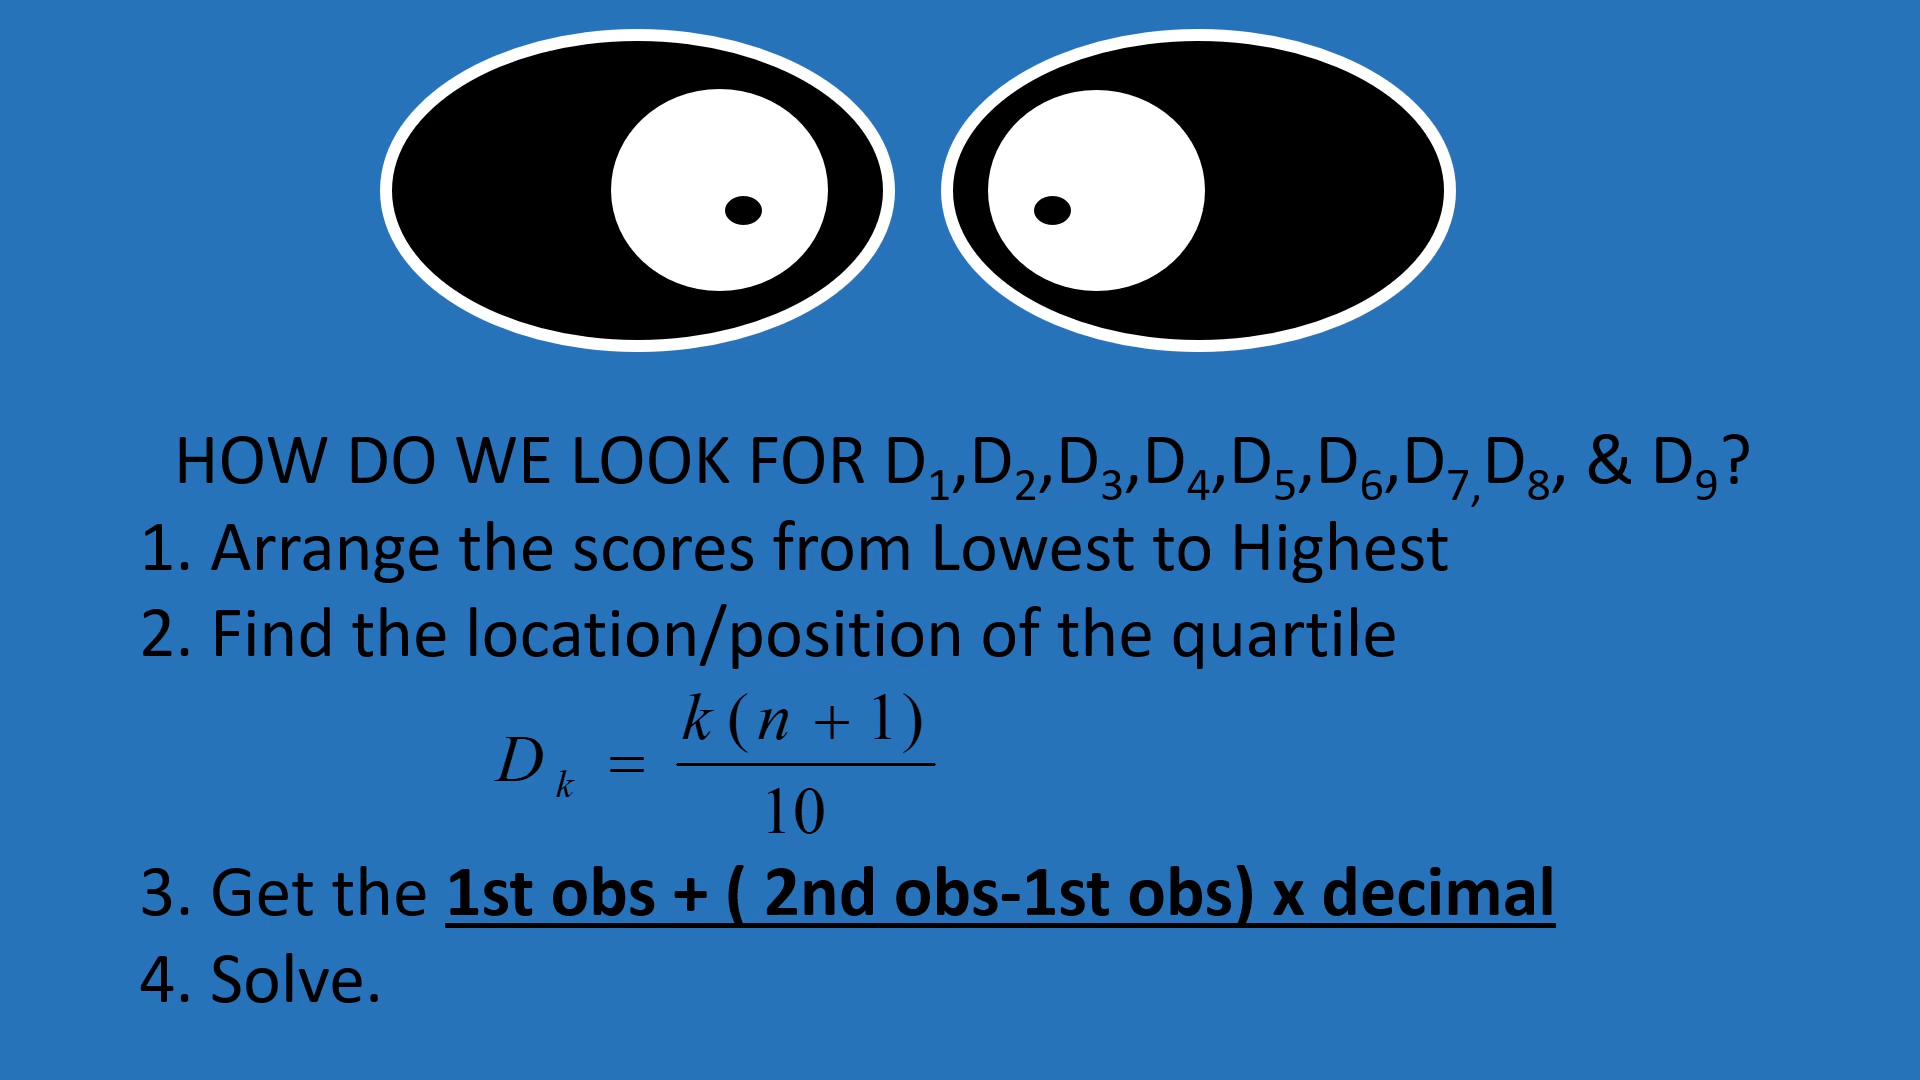 HOW DO WE LOOK FOR D₁,D₂,D₃,D₄,D₅,D₆,D₇,D₈, & D₉?
1. Arrange the scores from Lowest to Highest
2. Find the location/position of the quartile
D k = k ( n + 1 ) / 10
3. Get the 1st obs + ( 2nd obs-1st obs) x decimal
4. Solve.